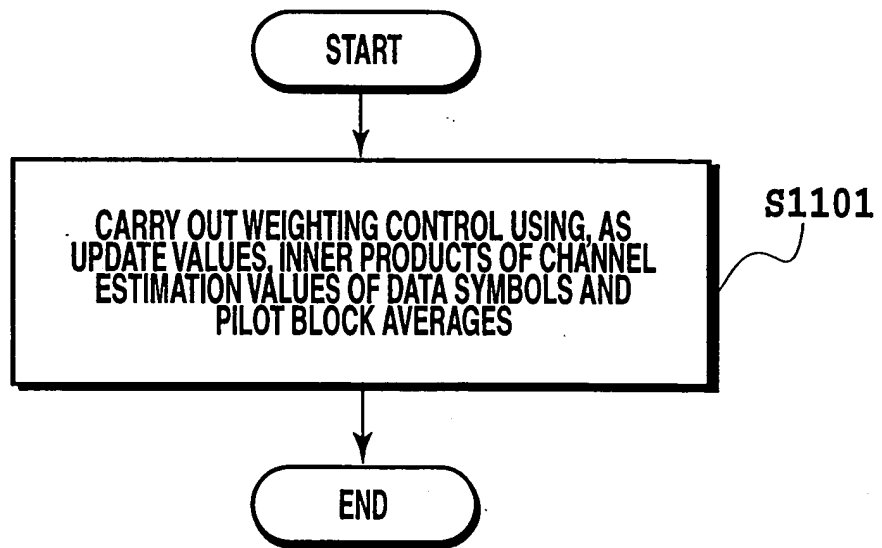 START
CARRY OUT WEIGHTING CONTROL USING, AS
UPDATE VALUES, INNER PRODUCTS OF CHANNEL
ESTIMATION VALUES OF DATA SYMBOLS AND
PILOT BLOCK AVERAGES
S1101
END